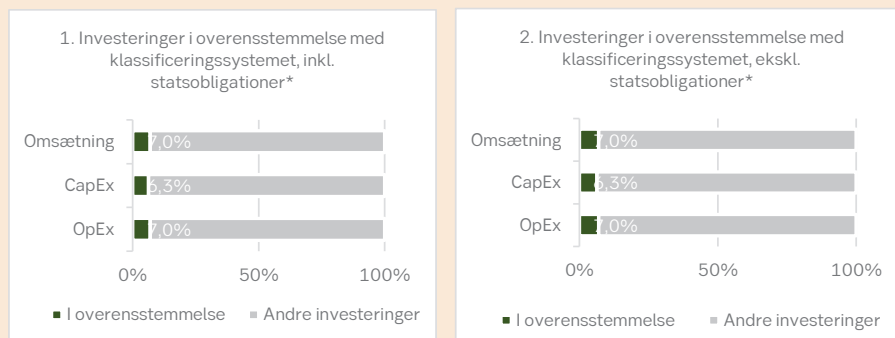 1. Investeringer i overensstemmelse med
klassificeringssystemet, inkl.
statsobligationer*
Omsætning
7,0%
CapEx
6,3%
OpEx
7,0%
0%
50%
100%
I overensstemmelse
Andre investeringer
2. Investeringer i overensstemmelse med
klassificeringssystemet, ekskl.
statsobligationer*
Omsætning
7,0%
CapEx
6,3%
OpEx
7,0%
0%
50%
100%
I overensstemmelse
Andre investeringer